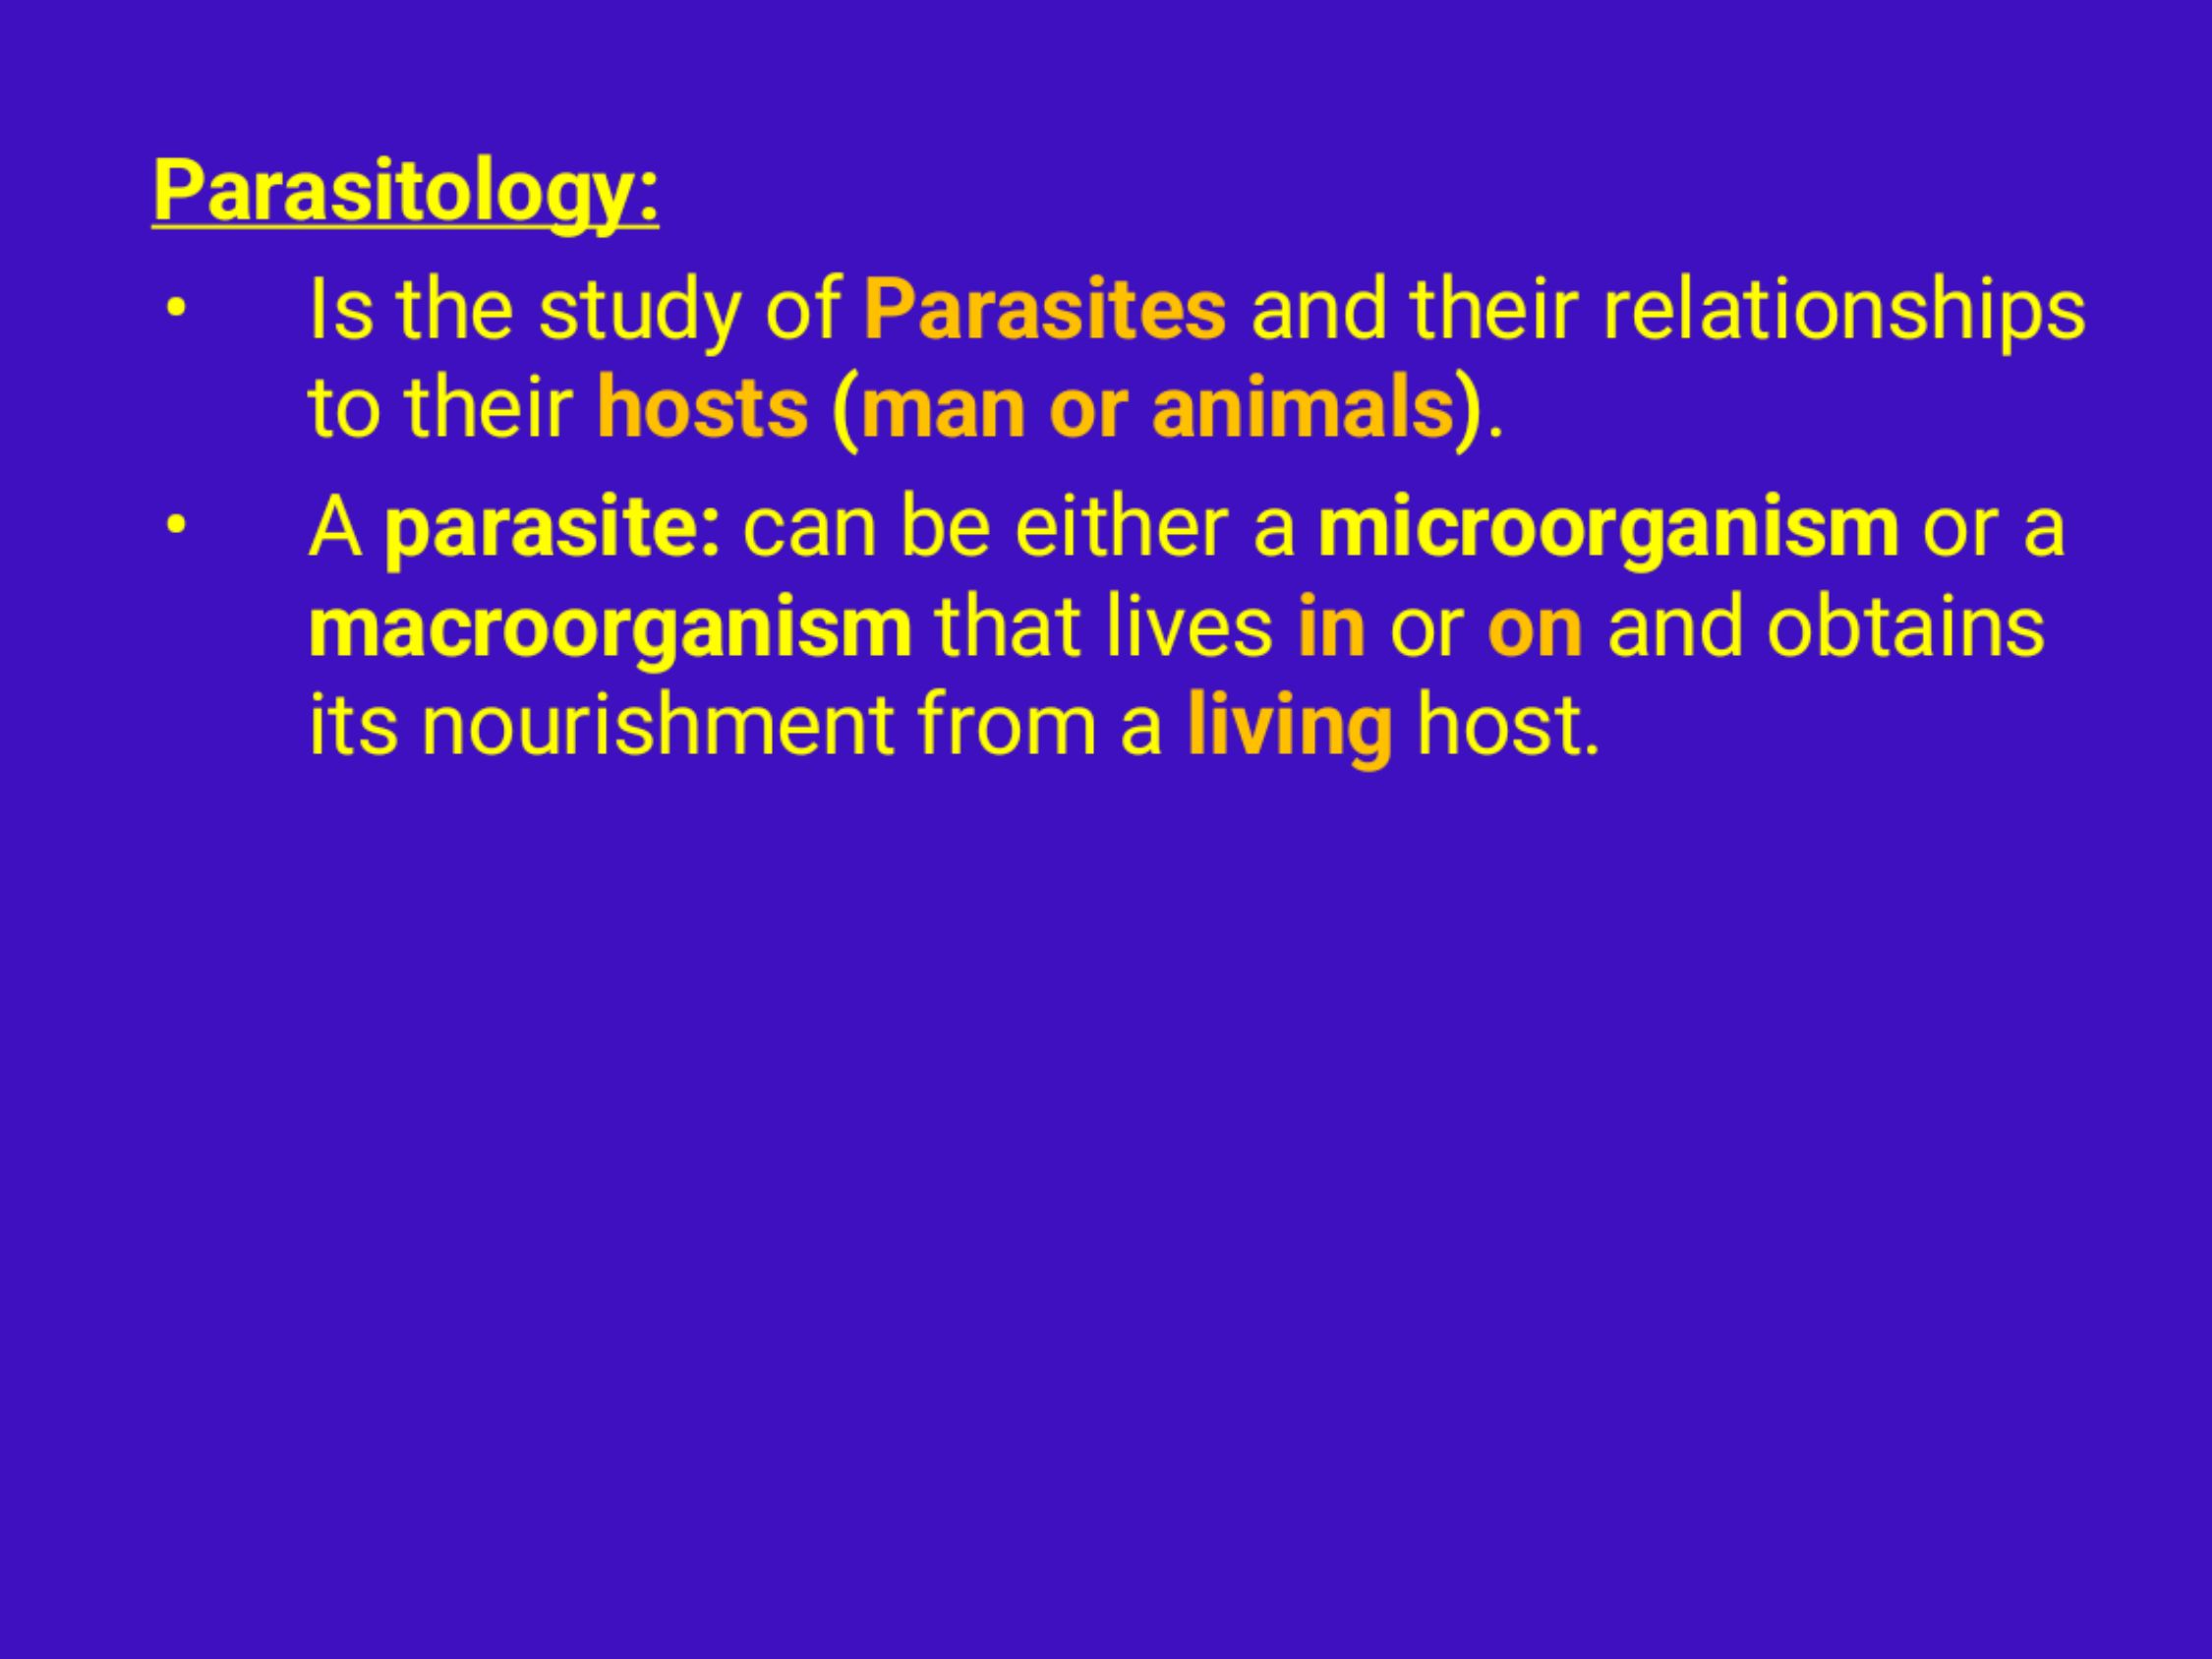 Parasitology:
• Is the study of Parasites and their relationships
to their hosts (man or animals).
• A parasite: can be either a microorganism or a
macroorganism that lives in or on and obtains
its nourishment from a living host.